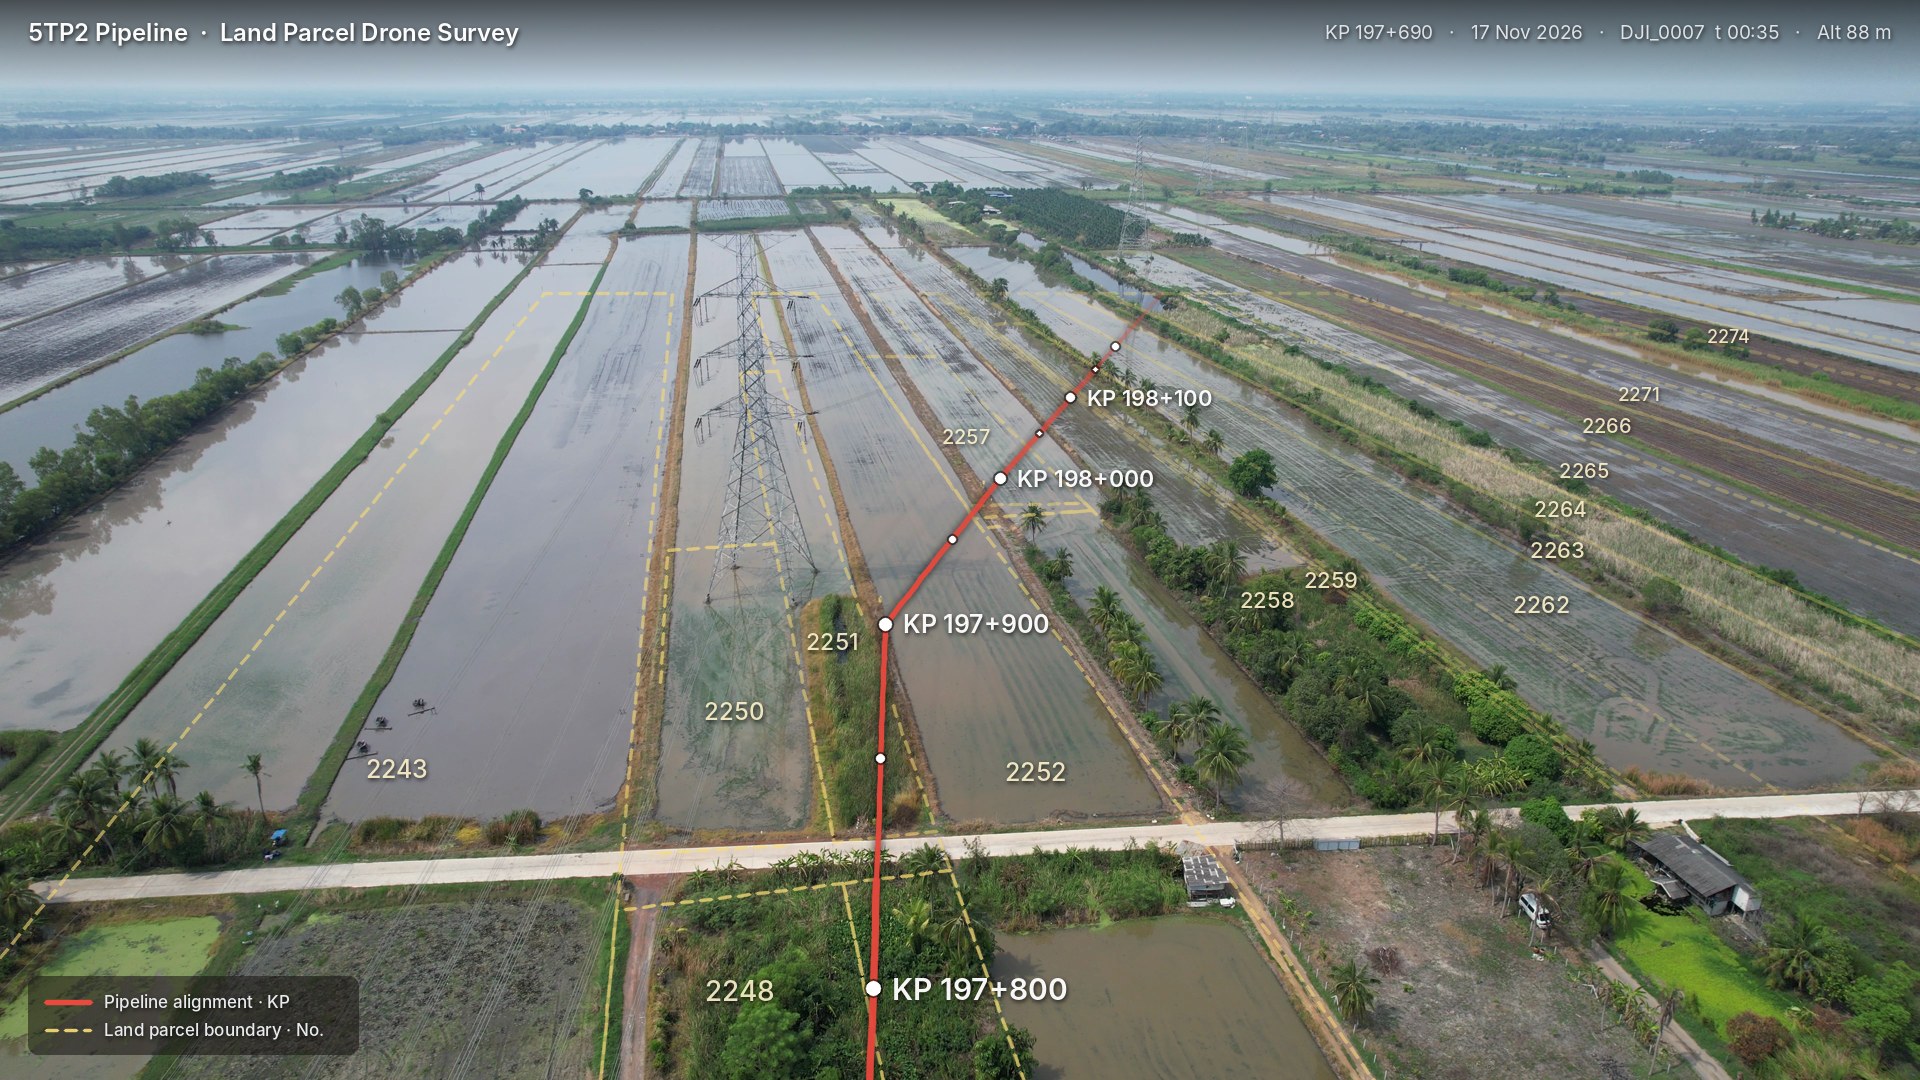 5TP2 Pipeline · Land Parcel Drone Survey
KP 197+690 · 17 Nov 2026 · DJI_0007 t 00:35 · Alt 88 m
2274
2271
KP 198+100
2266
2257
2265
KP 198+000
2264
2263
2259
2258
2262
KP 197+900
2251
2250
2243
2252
2248
KP 197+800
Pipeline alignment · KP
Land parcel boundary · No.